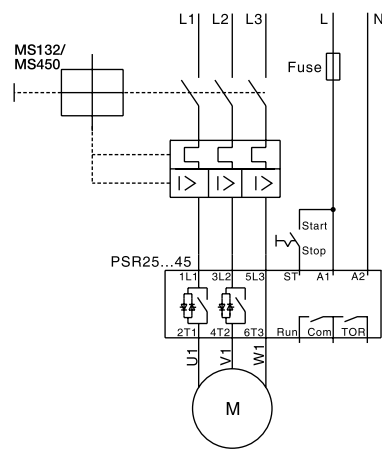 L1 L2 L3 L N
MS132/
MS450
Fuse
I> I> I>
Start
Stop
PSR25...45
1L1 3L2 5L3 ST A1 A2
2T1 4T2 6T3 Run Com TOR
U1 V1 W1
M